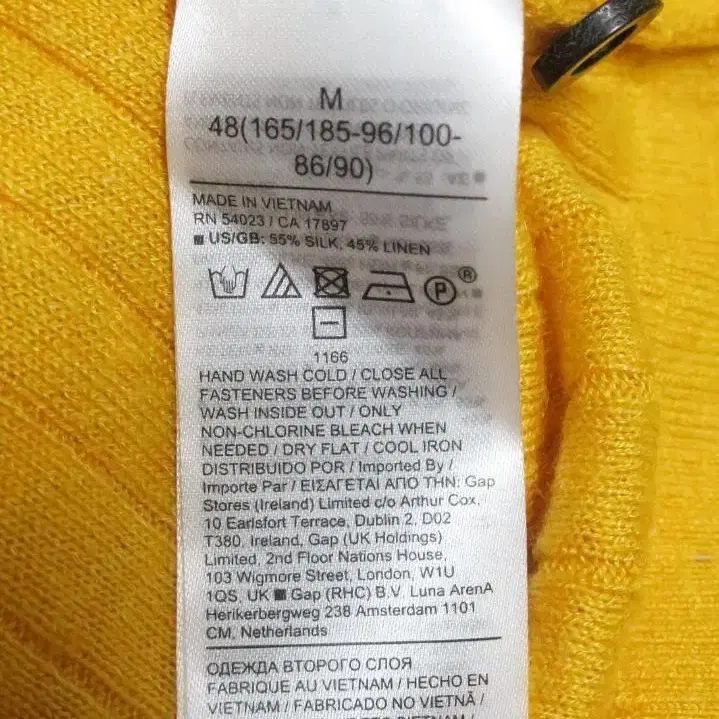 M
48(165/185-96/100-
86/90)
MADE IN VIETNAM
RN 54023 / CA 17897
US/GB: 55% SILK, 45% LINEN
P ®
1166
HAND WASH COLD / CLOSE ALL
FASTENERS BEFORE WASHING /
WASH INSIDE OUT / ONLY
NON-CHLORINE BLEACH WHEN
NEEDED / DRY FLAT / COOL IRON
DISTRIBUIDO POR / Imported By /
Importe Par / ΕΙΣΑΓΕΤΑΙ ΑΠΟ ΤΗΝ: Gap
Stores (Ireland) Limited c/o Arthur Cox,
10 Earlsfort Terrace, Dublin 2, D02
T380, Ireland, Gap (UK Holdings)
Limited, 2nd Floor Nations House,
103 Wigmore Street, London, W1U
1QS, UK ■ Gap (RHC) B.V. Luna ArenA
Herikerbergweg 238 Amsterdam 1101
CM, Netherlands
ОДЕЖДА ВТОРОГО СЛОЯ
FABRIQUE AU VIETNAM / HECHO EN
VIETNAM / FABRICADO NO VIETNÃ /